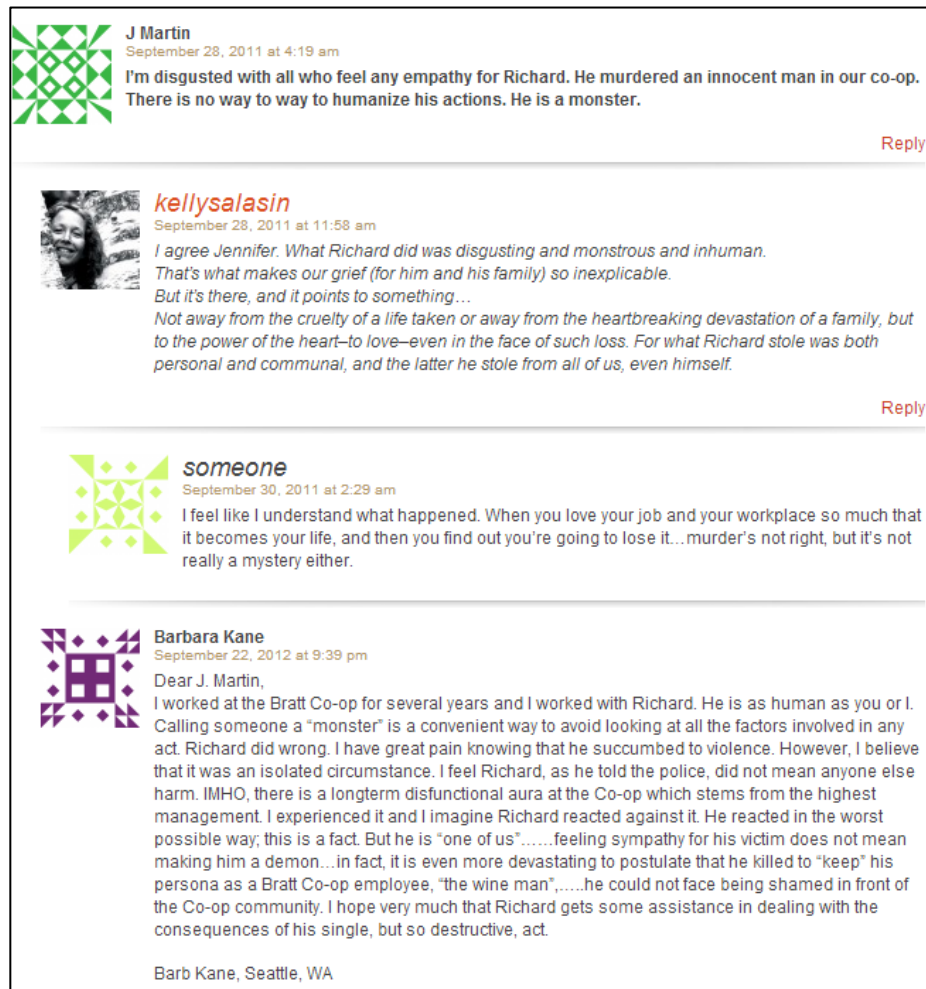 J Martin
September 28, 2011 at 4:19 am
I'm disgusted with all who feel any empathy for Richard. He murdered an innocent man in our co-op.
There is no way to way to humanize his actions. He is a monster.
Reply
kellysalasin
September 28, 2011 at 11:58 am
I agree Jennifer. What Richard did was disgusting and monstrous and inhuman.
That's what makes our grief (for him and his family) so inexplicable.
But it's there, and it points to something…
Not away from the cruelty of a life taken or away from the heartbreaking devastation of a family, but
to the power of the heart–to love–even in the face of such loss. For what Richard stole was both
personal and communal, and the latter he stole from all of us, even himself.
Reply
someone
September 30, 2011 at 2:29 am
I feel like I understand what happened. When you love your job and your workplace so much that
it becomes your life, and then you find out you're going to lose it…murder's not right, but it's not
really a mystery either.
Barbara Kane
September 22, 2012 at 9:39 pm
Dear J. Martin,
I worked at the Bratt Co-op for several years and I worked with Richard. He is as human as you or I.
Calling someone a “monster” is a convenient way to avoid looking at all the factors involved in any
act. Richard did wrong. I have great pain knowing that he succumbed to violence. However, I believe
that it was an isolated circumstance. I feel Richard, as he told the police, did not mean anyone else
harm. IMHO, there is a longterm disfunctional aura at the Co-op which stems from the highest
management. I experienced it and I imagine Richard reacted against it. He reacted in the worst
possible way; this is a fact. But he is “one of us”……feeling sympathy for his victim does not mean
making him a demon…in fact, it is even more devastating to postulate that he killed to “keep” his
persona as a Bratt Co-op employee, “the wine man”,…..he could not face being shamed in front of
the Co-op community. I hope very much that Richard gets some assistance in dealing with the
consequences of his single, but so destructive, act.
Barb Kane, Seattle, WA